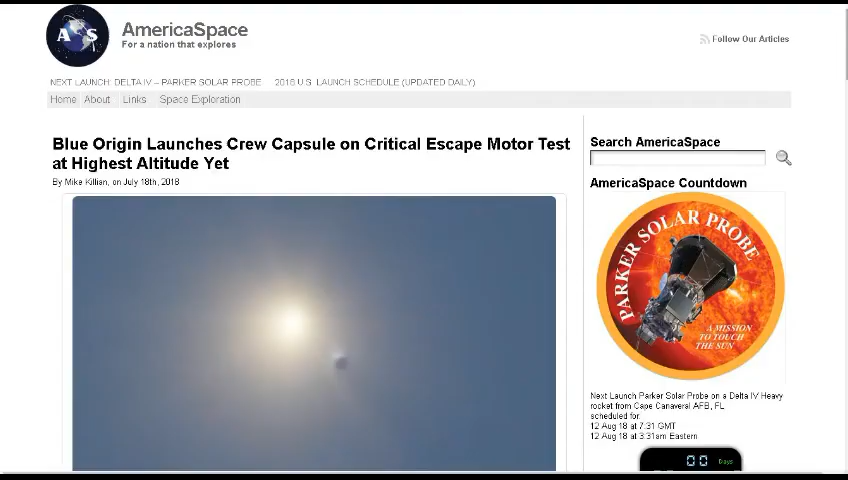 AS
AmericaSpace
For a nation that explores
Follow Our Articles
NEXT LAUNCH: DELTA IV – PARKER SOLAR PROBE 2018 U.S. LAUNCH SCHEDULE (UPDATED DAILY)
Home About Links Space Exploration
Blue Origin Launches Crew Capsule on Critical Escape Motor Test
at Highest Altitude Yet
By Mike Killian, on July 18th, 2018
Search AmericaSpace
AmericaSpace Countdown
PARKER SOLAR PROBE
A MISSION
TO TOUCH
THE SUN
Next Launch Parker Solar Probe on a Delta IV Heavy
rocket from Cape Canaveral AFB, FL
scheduled for:
12 Aug 18 at 7:31 GMT
12 Aug 18 at 3:31am Eastern
00 Days